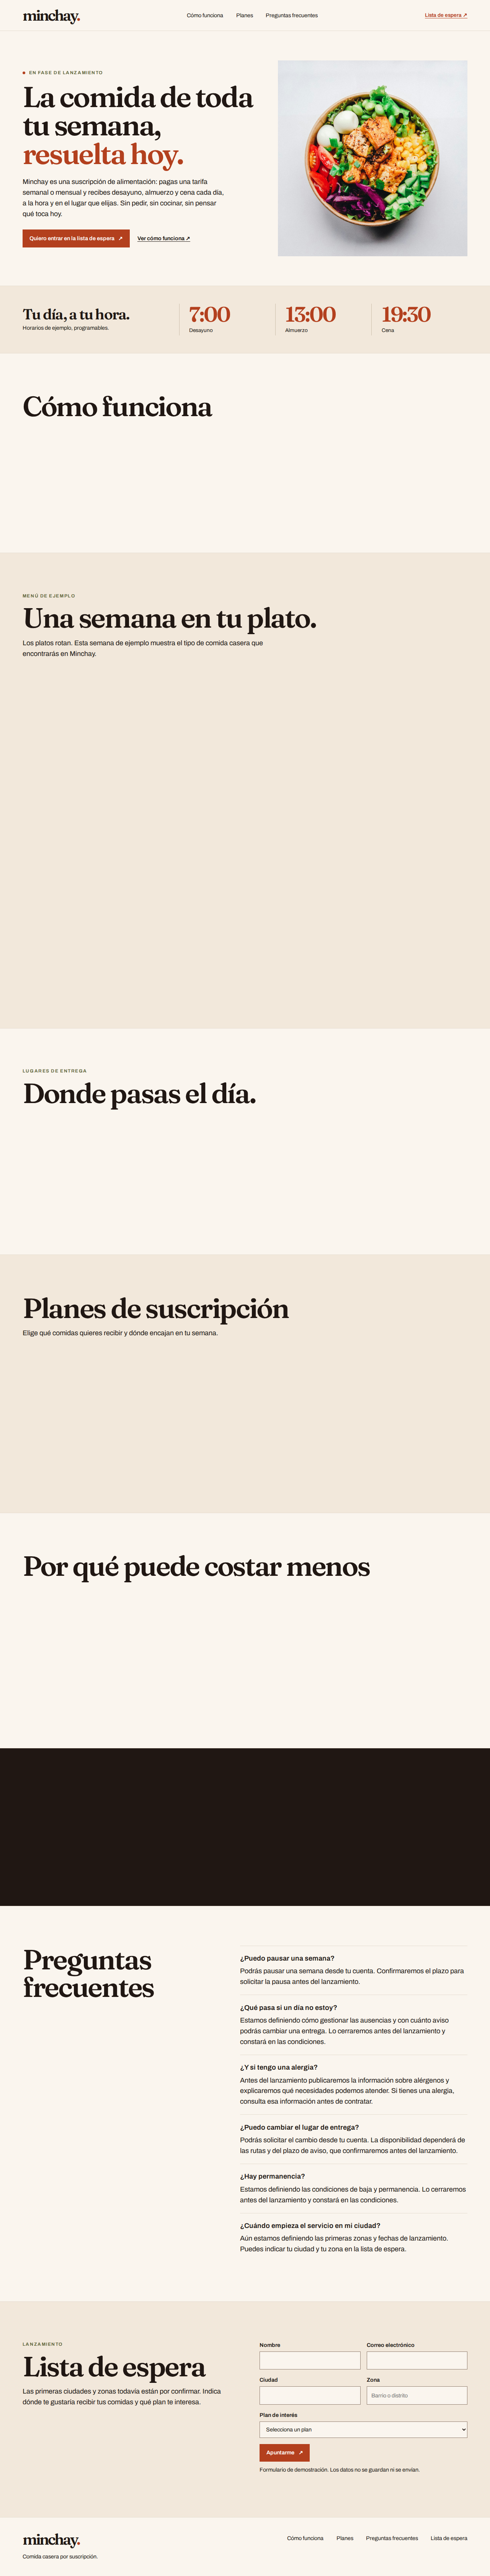 minchay.
Cómo funciona Planes Preguntas frecuentes
Lista de espera ↗
EN FASE DE LANZAMIENTO
La comida de toda
tu semana,
resuelta hoy.
Minchay es una suscripción de alimentación: pagas una tarifa
semanal o mensual y recibes desayuno, almuerzo y cena cada día,
a la hora y en el lugar que elijas. Sin pedir, sin cocinar, sin pensar
qué toca hoy.
Quiero entrar en la lista de espera ↗
Ver cómo funciona ↗
Tu día, a tu hora.
Horarios de ejemplo, programables.
7:00
Desayuno
13:00
Almuerzo
19:30
Cena
Cómo funciona
MENÚ DE EJEMPLO
Una semana en tu plato.
Los platos rotan. Esta semana de ejemplo muestra el tipo de comida casera que
encontrarás en Minchay.
LUGARES DE ENTREGA
Donde pasas el día.
Planes de suscripción
Elige qué comidas quieres recibir y dónde encajan en tu semana.
Por qué puede costar menos
Preguntas
frecuentes
¿Puedo pausar una semana?
Podrás pausar una semana desde tu cuenta. Confirmaremos el plazo para
solicitar la pausa antes del lanzamiento.
¿Qué pasa si un día no estoy?
Estamos definiendo cómo gestionar las ausencias y con cuánto aviso
podrás cambiar una entrega. Lo cerraremos antes del lanzamiento y
constará en las condiciones.
¿Y si tengo una alergia?
Antes del lanzamiento publicaremos la información sobre alérgenos y
explicaremos qué necesidades podemos atender. Si tienes una alergia,
consulta esa información antes de contratar.
¿Puedo cambiar el lugar de entrega?
Podrás solicitar el cambio desde tu cuenta. La disponibilidad dependerá de
las rutas y del plazo de aviso, que confirmaremos antes del lanzamiento.
¿Hay permanencia?
Estamos definiendo las condiciones de baja y permanencia. Lo cerraremos
antes del lanzamiento y constará en las condiciones.
¿Cuándo empieza el servicio en mi ciudad?
Aún estamos definiendo las primeras zonas y fechas de lanzamiento.
Puedes indicar tu ciudad y tu zona en la lista de espera.
LANZAMIENTO
Lista de espera
Las primeras ciudades y zonas todavía están por confirmar. Indica
dónde te gustaría recibir tus comidas y qué plan te interesa.
Nombre
Correo electrónico
Ciudad
Zona
Barrio o distrito
Plan de interés
Selecciona un plan
Apuntarme ↗
Formulario de demostración. Los datos no se guardan ni se envían.
minchay.
Comida casera por suscripción.
Cómo funciona Planes Preguntas frecuentes Lista de espera